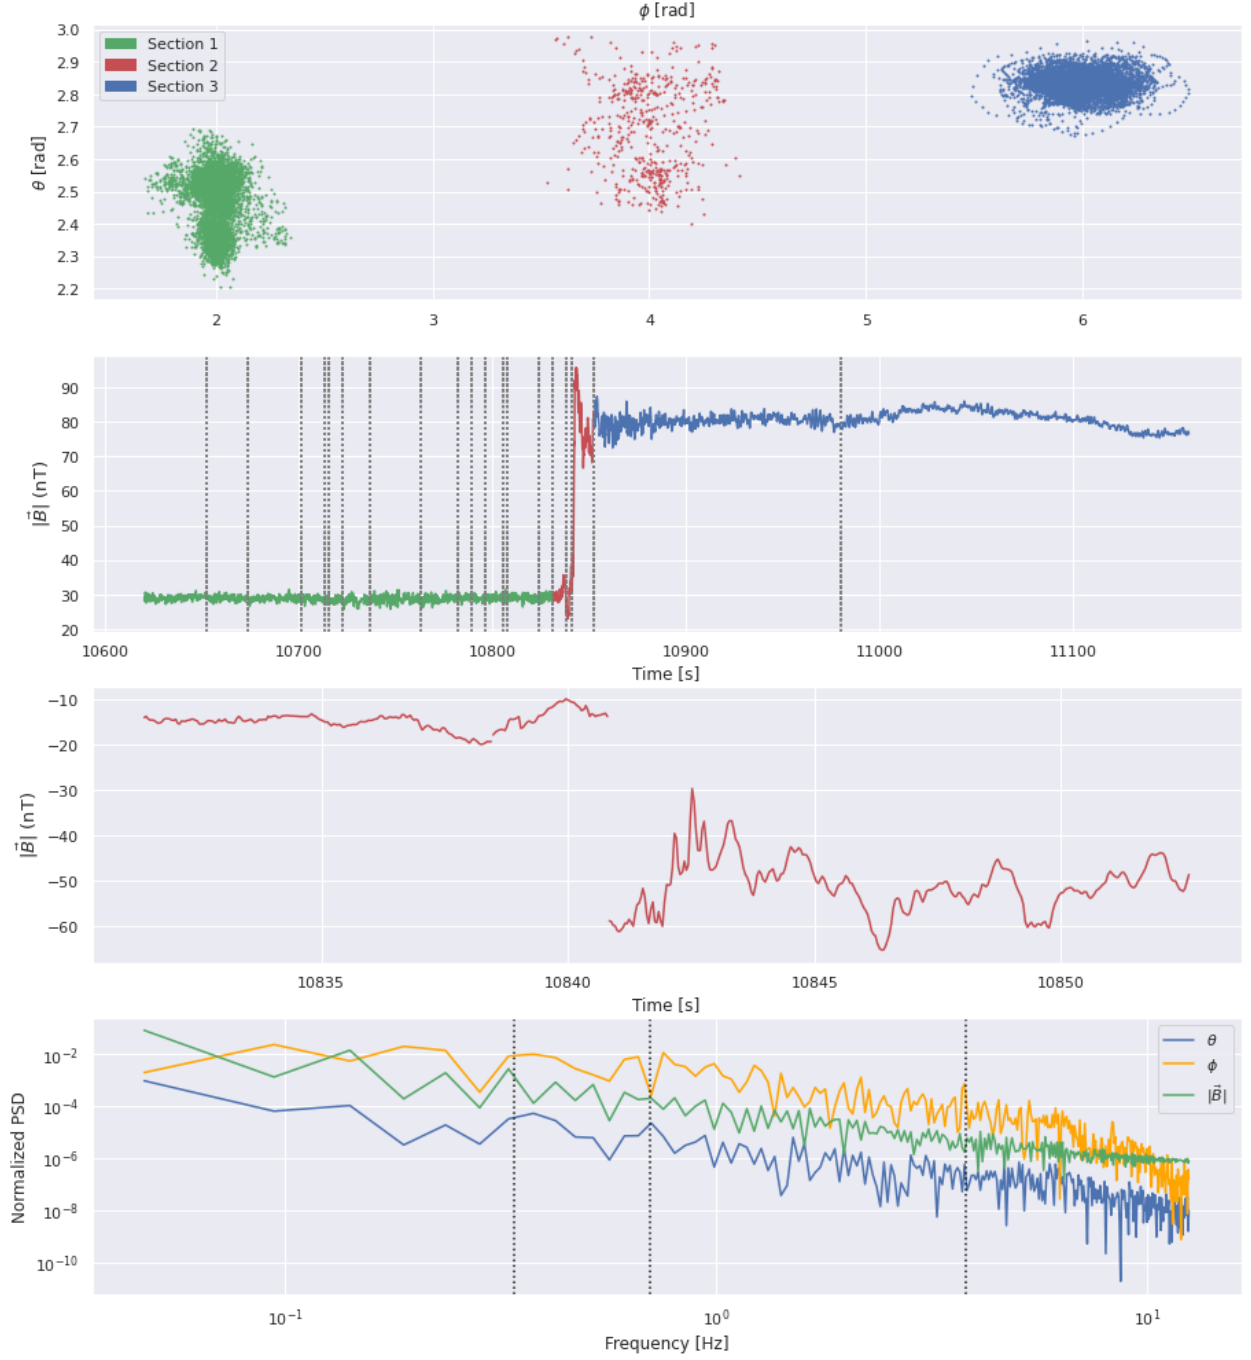 ϕ [rad]
3.0
2.9
2.8
2.7
2.6
2.5
2.4
2.3
2.2
θ [rad]
Section 1
Section 2
Section 3
2 3 4 5 6
90
80
70
60
50
40
30
20
|B⃗| (nT)
10600 10700 10800 10900 11000 11100
Time [s]
−10
−20
−30
−40
−50
−60
|B⃗| (nT)
10835 10840 10845 10850
Time [s]
10⁻²
10⁻⁴
10⁻⁶
10⁻⁸
10⁻¹⁰
Normalized PSD
θ
ϕ
|B⃗|
10⁻¹ 10⁰ 10¹
Frequency [Hz]